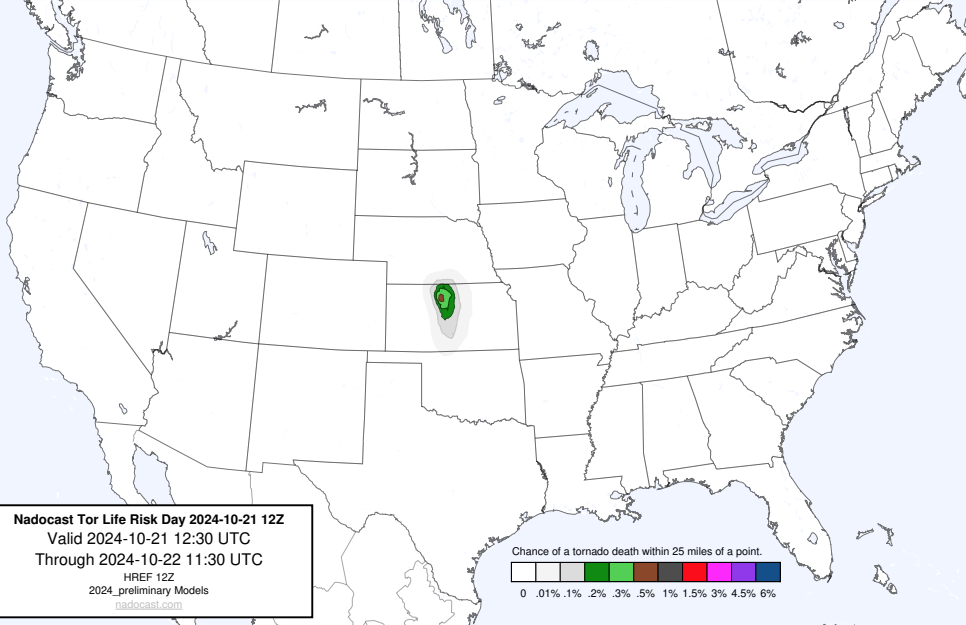 Nadocast Tor Life Risk Day 2024-10-21 12Z
Valid 2024-10-21 12:30 UTC
Through 2024-10-22 11:30 UTC
HREF 12Z
2024_preliminary Models
nadocast.com
Chance of a tornado death within 25 miles of a point.
0 .01% .1% .2% .3% .5% 1% 1.5% 3% 4.5% 6%